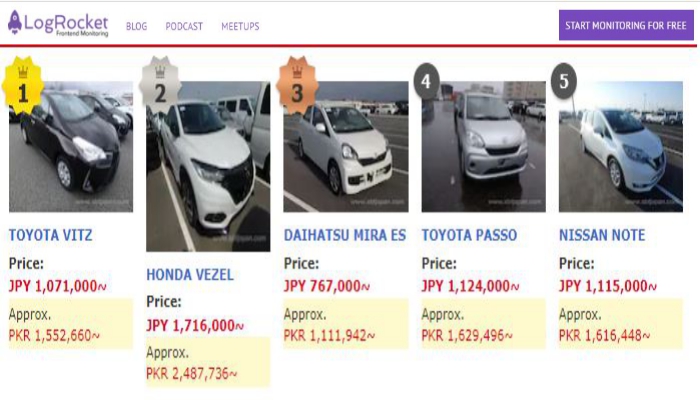 LogRocket
Frontend Monitoring
BLOG PODCAST MEETUPS
START MONITORING FOR FREE
1
TOYOTA VITZ
Price:
JPY 1,071,000~
Approx.
PKR 1,552,660~
2
HONDA VEZEL
Price:
JPY 1,716,000~
Approx.
PKR 2,487,736~
3
DAIHATSU MIRA ES
Price:
JPY 767,000~
Approx.
PKR 1,111,942~
4
TOYOTA PASSO
Price:
JPY 1,124,000~
Approx.
PKR 1,629,496~
5
NISSAN NOTE
Price:
JPY 1,115,000~
Approx.
PKR 1,616,448~